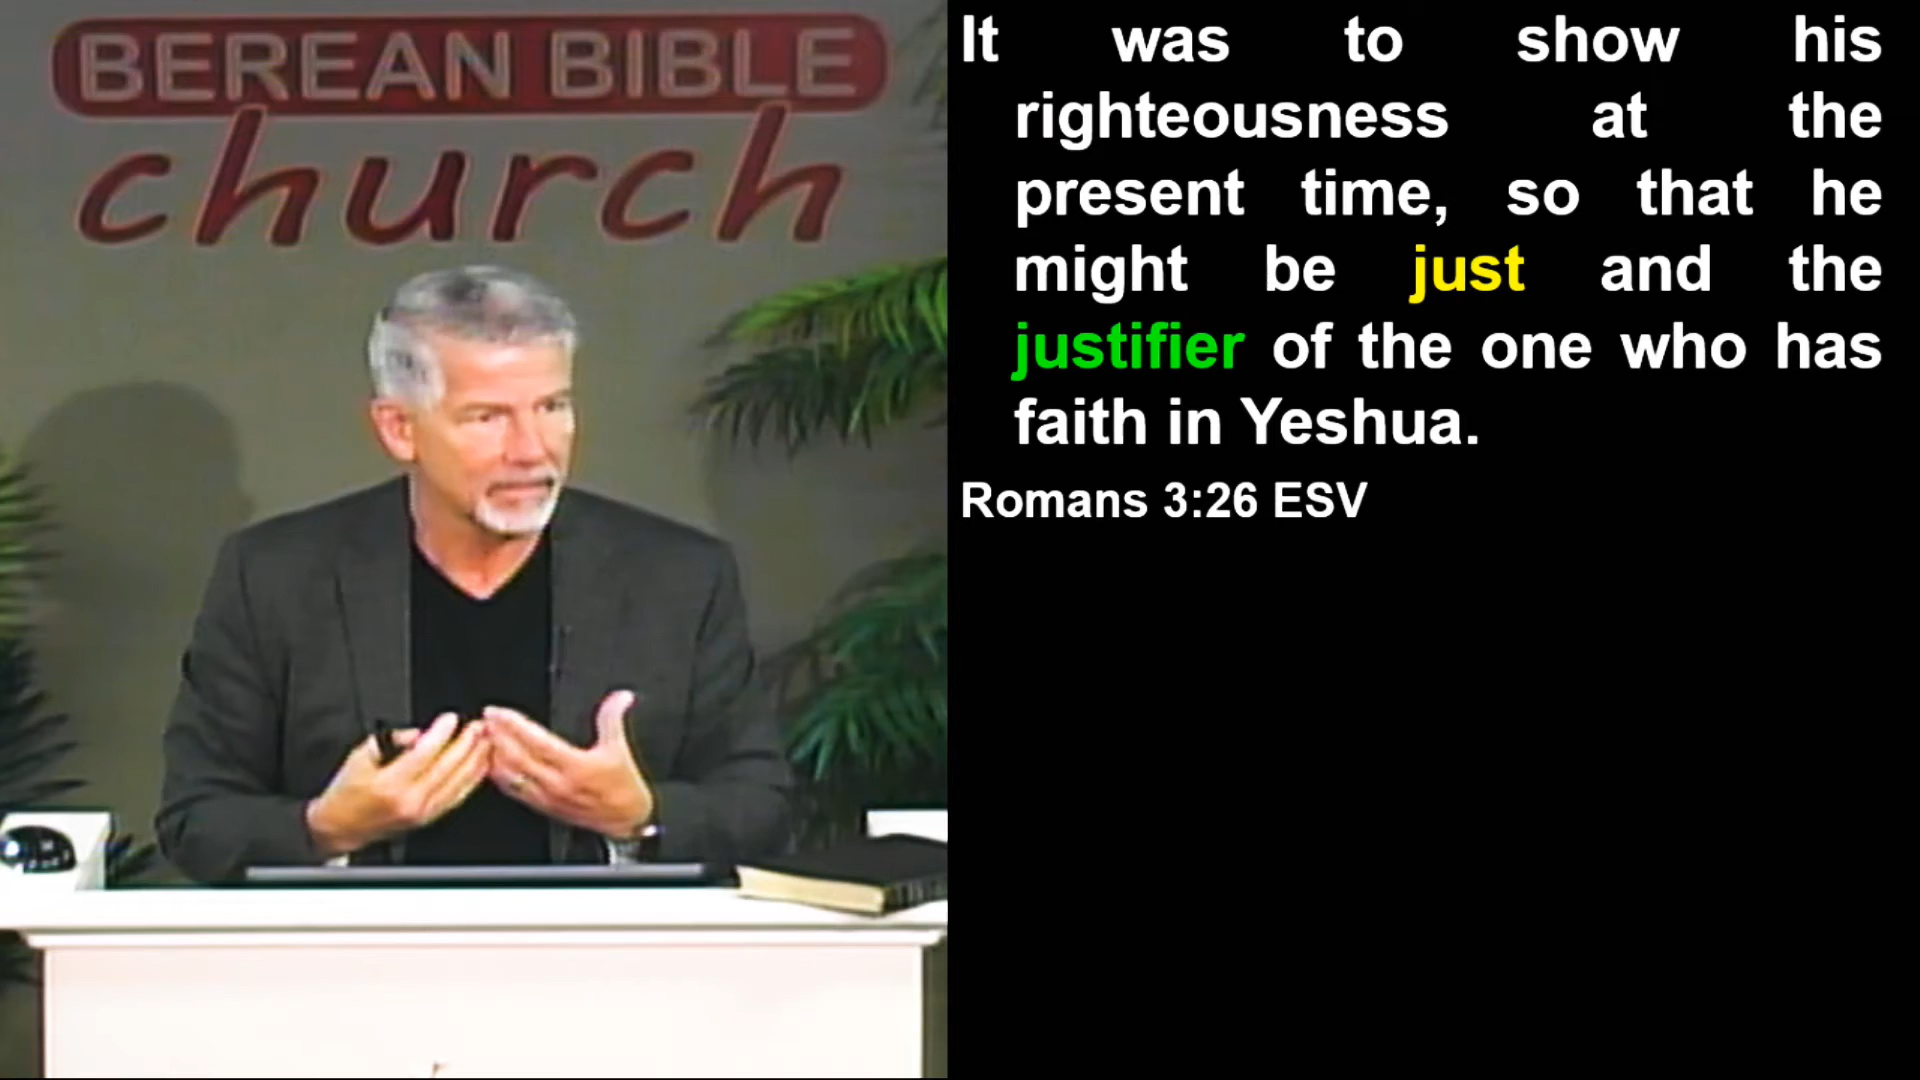 BEREAN BIBLE
church
It was to show his
righteousness at the
present time, so that he
might be just and the
justifier of the one who has
faith in Yeshua.
Romans 3:26 ESV